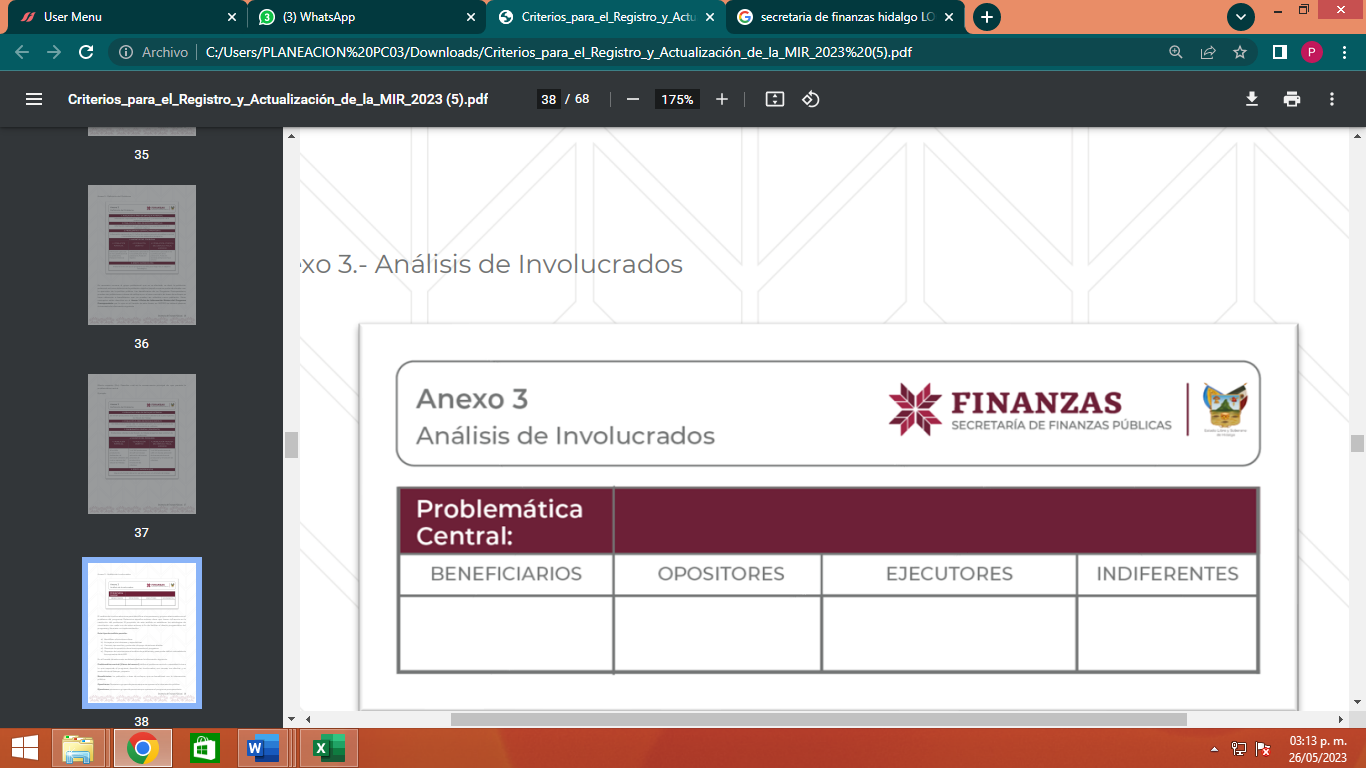 User Menu
3
(3) WhatsApp
Criterios_para_el_Registro_y_Actu
secretaria de finanzas hidalgo LO
Archivo
C:/Users/PLANEACION%20PC03/Downloads/Criterios_para_el_Registro_y_Actualización_de_la_MIR_2023%20(5).pdf
P
Criterios_para_el_Registro_y_Actualización_de_la_MIR_2023 (5).pdf
38 / 68
175%
35
36
37
38
xo 3.- Análisis de Involucrados
Anexo 3
Análisis de Involucrados
FINANZAS
SECRETARÍA DE FINANZAS PÚBLICAS
Problemática
Central:
BENEFICIARIOS OPOSITORES EJECUTORES INDIFERENTES
03:13 p. m.
26/05/2023